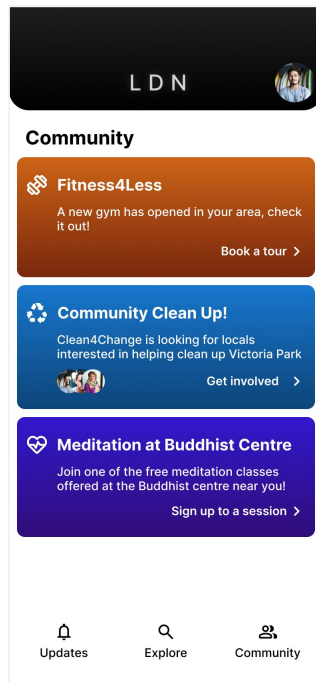 LDN
Community
Fitness4Less
A new gym has opened in your area, check
it out!
Book a tour
Community Clean Up!
Clean4Change is looking for locals
interested in helping clean up Victoria Park
Get involved
Meditation at Buddhist Centre
Join one of the free meditation classes
offered at the Buddhist centre near you!
Sign up to a session
Updates
Explore
Community